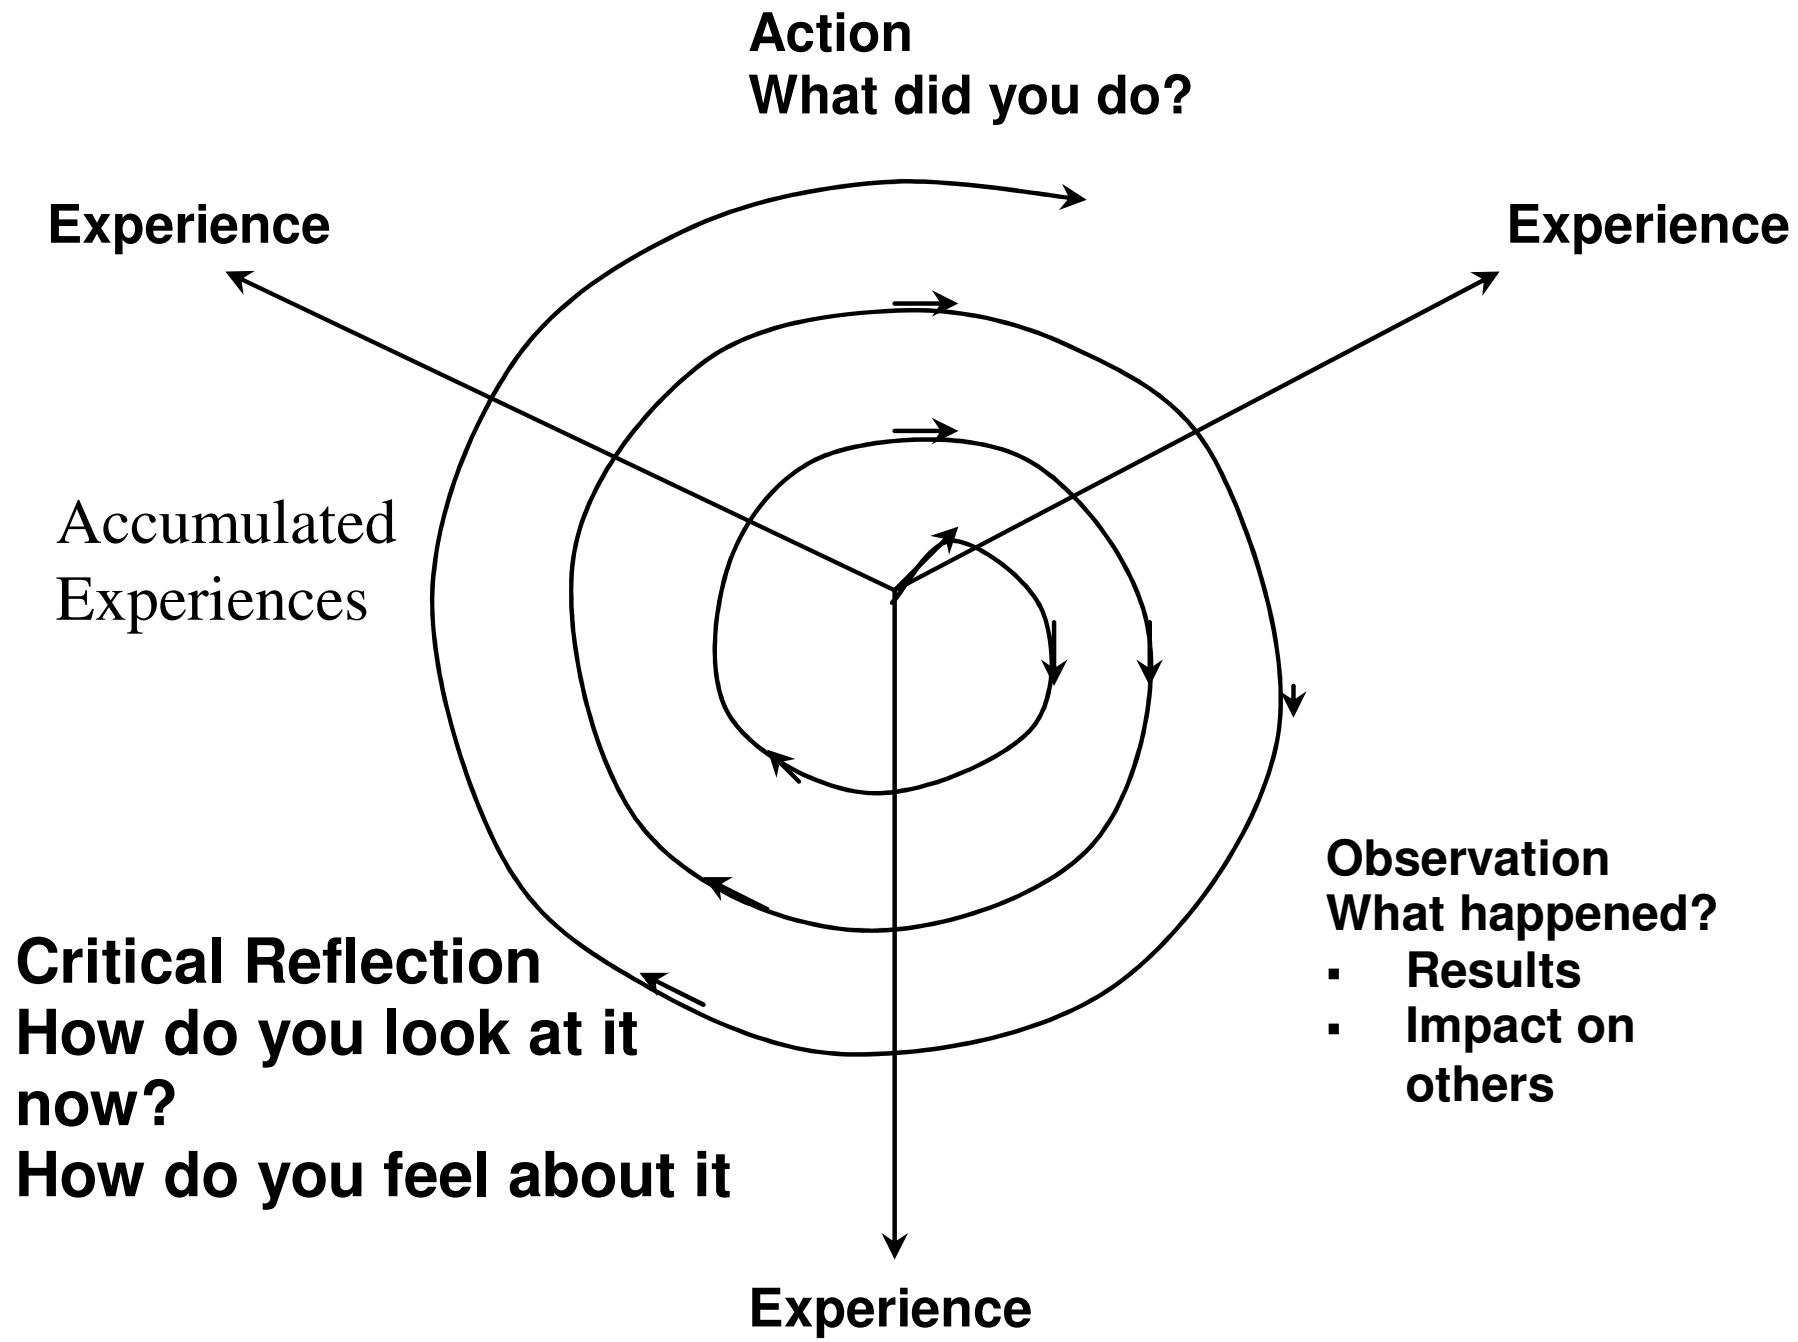 Action
What did you do?
Experience
Experience
Accumulated
Experiences
Observation
What happened?
▪ Results
▪ Impact on
others
Critical Reflection
How do you look at it
now?
How do you feel about it
Experience